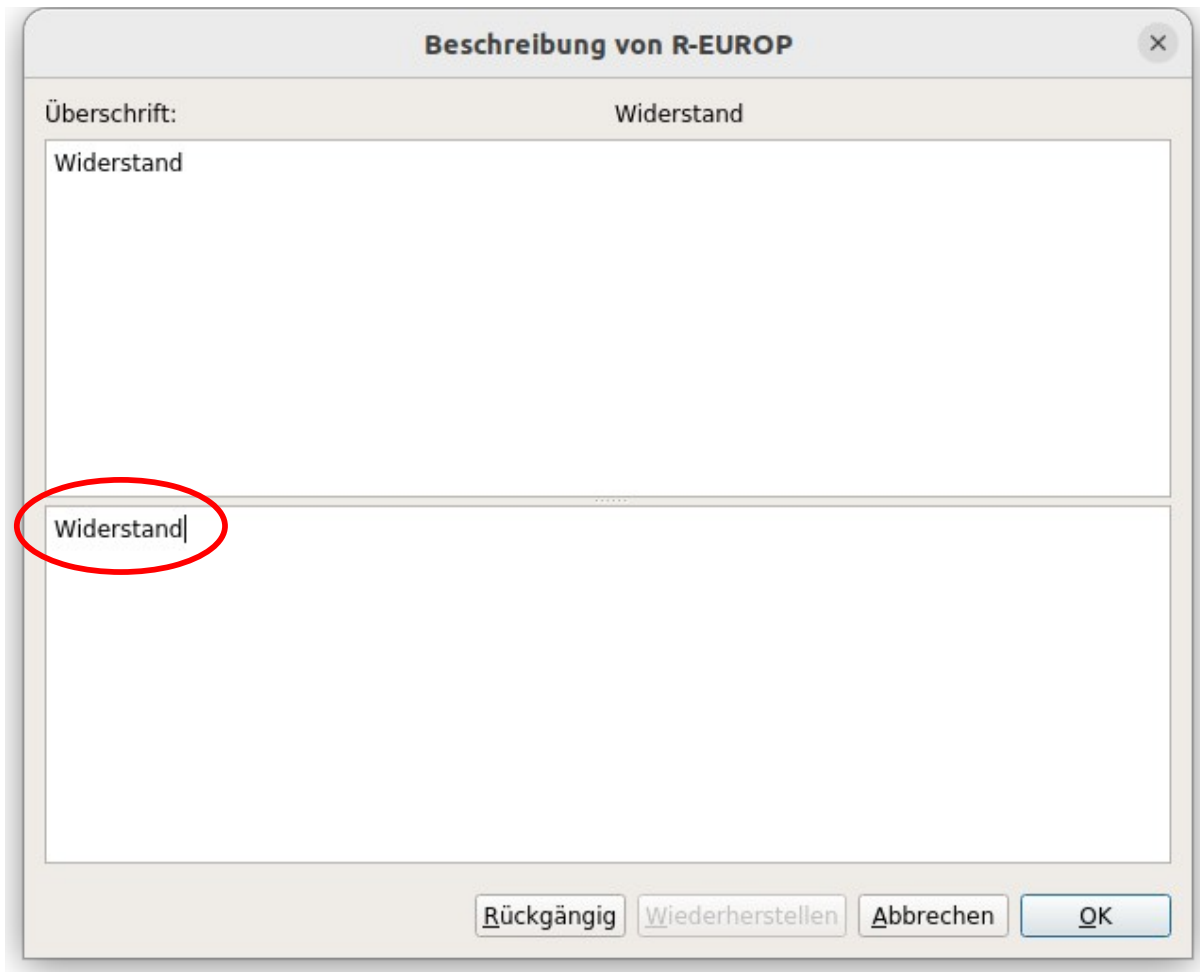 Beschreibung von R-EUROP
Überschrift: Widerstand
Widerstand
Widerstand
Rückgängig Wiederherstellen Abbrechen OK